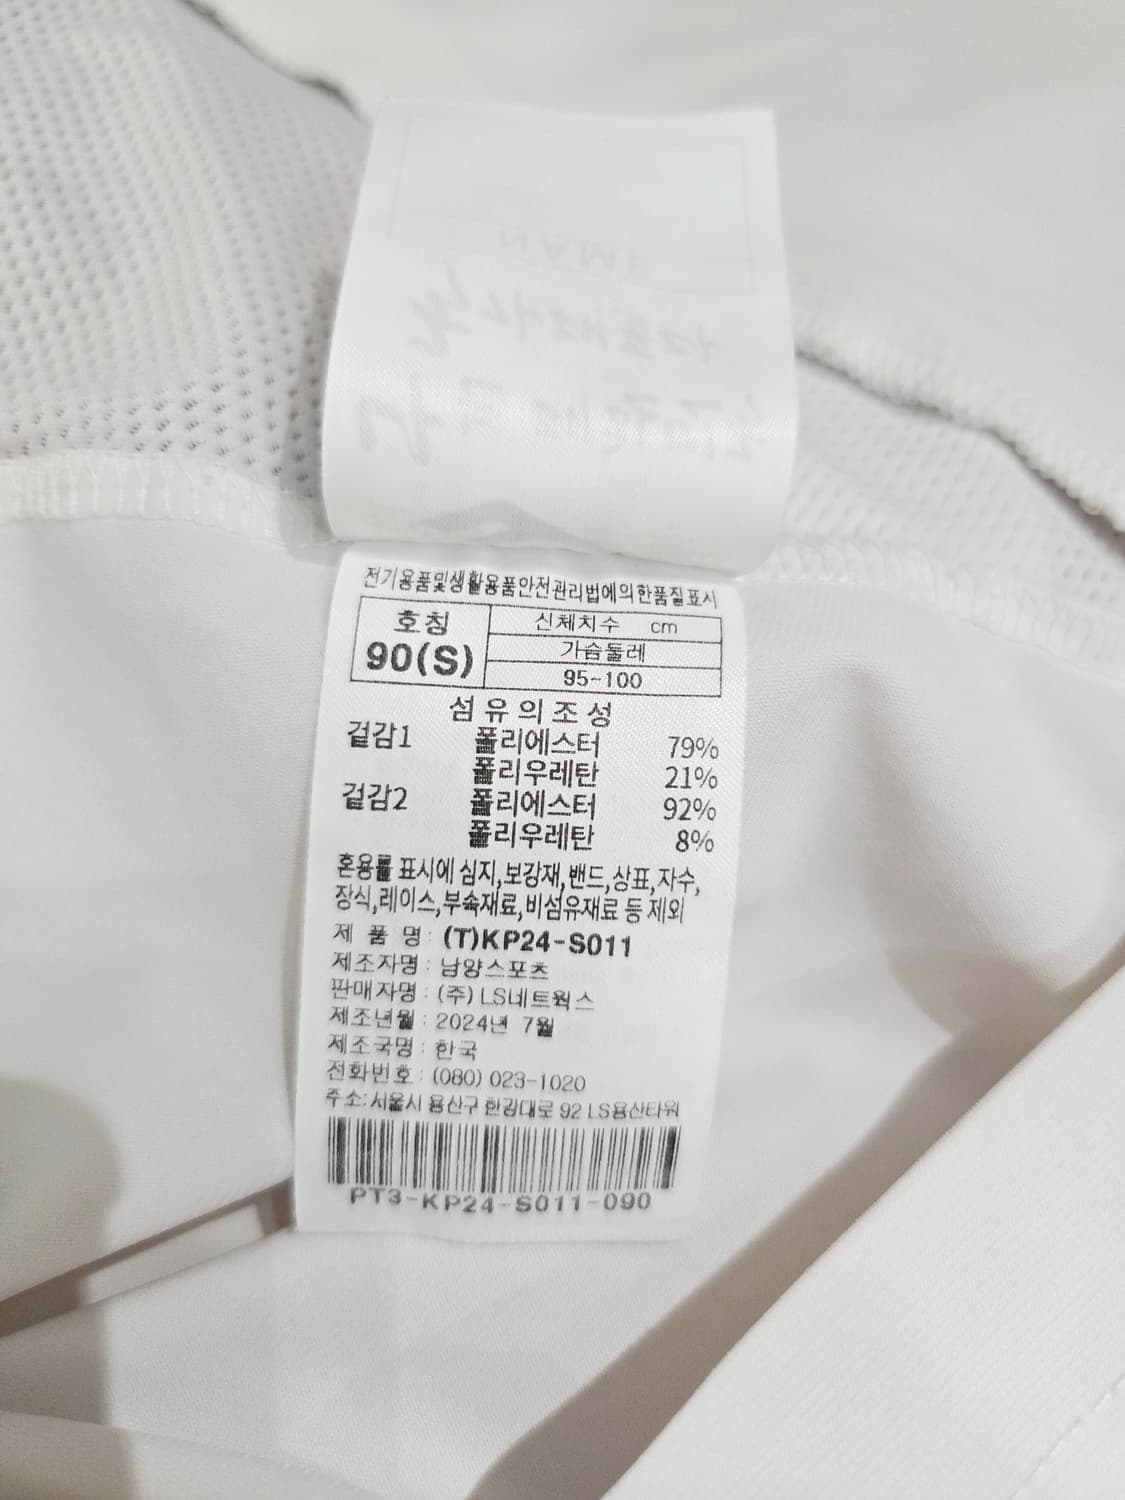 전기용품및생활용품안전관리법에의한품질표시
호칭
90(S)
신체치수 cm
가슴둘레
95-100
섬유의조성
겉감1 폴리에스터 79%
폴리우레탄 21%
겉감2 폴리에스터 92%
폴리우레탄 8%
혼용률 표시에 심지,보강재,밴드,상표,자수,
장식,레이스,부속재료,비섬유재료 등 제외
제 품 명 : (T)KP24-S011
제조자명 : 남양스포츠
판매자명 : (주) LS네트웍스
제조년월 : 2024년 7월
제조국명 : 한국
전화번호 : (080) 023-1020
주소:서울시 용산구 한강대로 92 LS용산타워
PT3-KP24-S011-090